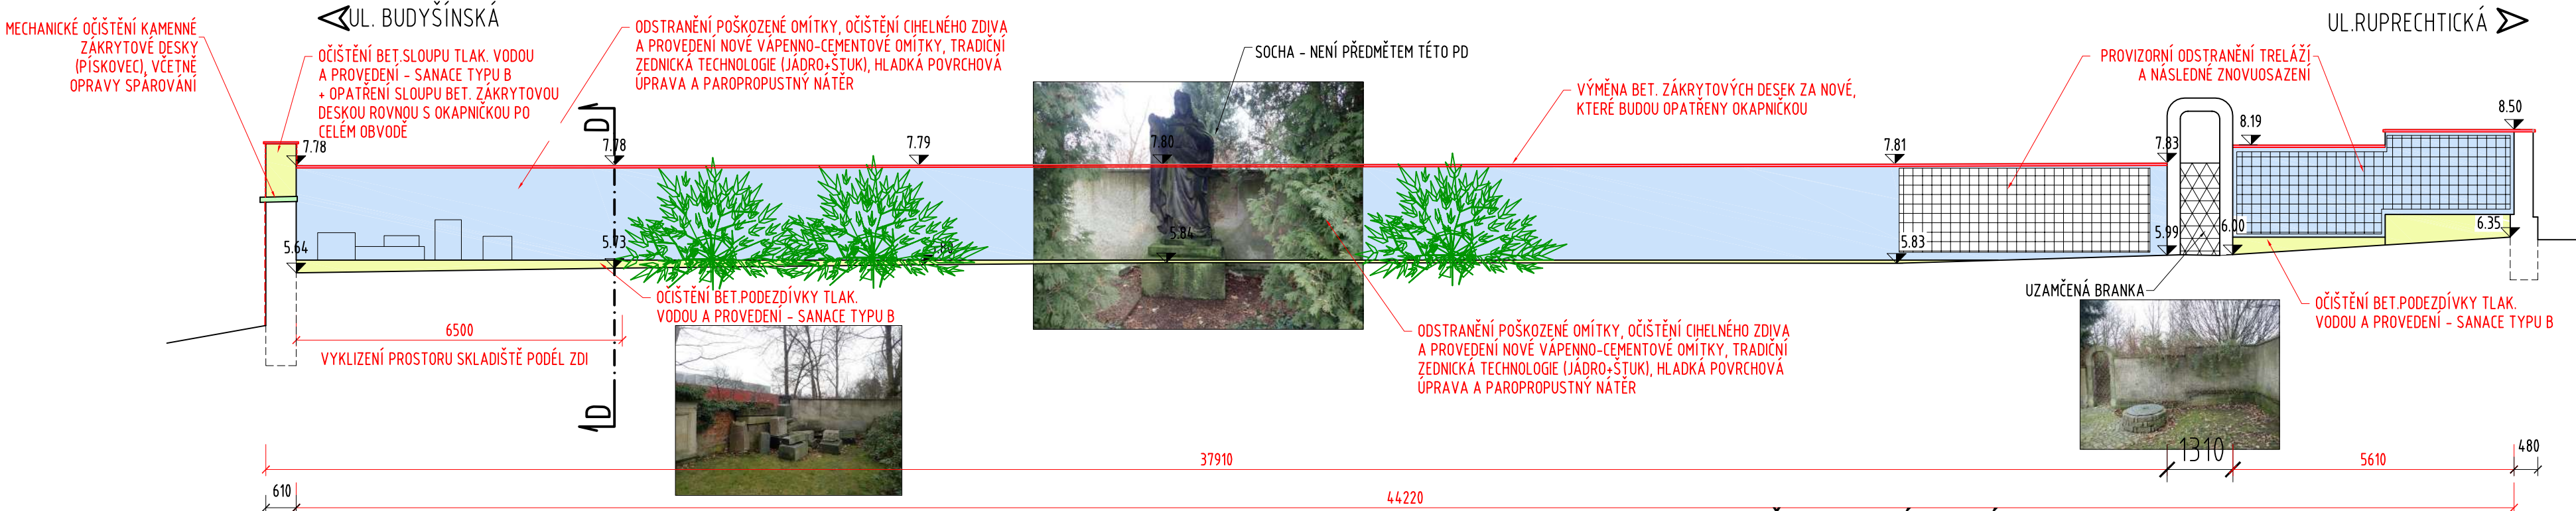 UL. BUDYŠÍNSKÁ
UL.RUPRECHTICKÁ
MECHANICKÉ OČIŠTĚNÍ KAMENNÉ
ZÁKRYTOVÉ DESKY
(PÍSKOVEC), VČETNĚ
OPRAVY SPÁROVÁNÍ
OČIŠTĚNÍ BET.SLOUPU TLAK. VODOU
A PROVEDENÍ - SANACE TYPU B
+ OPATŘENÍ SLOUPU BET. ZÁKRYTOVOU
DESKOU ROVNOU S OKAPNIČKOU PO
CELÉM OBVODĚ
ODSTRANĚNÍ POŠKOZENÉ OMÍTKY, OČIŠTĚNÍ CIHELNÉHO ZDIVA
A PROVEDENÍ NOVÉ VÁPENNO-CEMENTOVÉ OMÍTKY, TRADIČNÍ
ZEDNICKÁ TECHNOLOGIE (JÁDRO+ŠTUK), HLADKÁ POVRCHOVÁ
ÚPRAVA A PAROPROPUSTNÝ NÁTĚR
SOCHA - NENÍ PŘEDMĚTEM TÉTO PD
VÝMĚNA BET. ZÁKRYTOVÝCH DESEK ZA NOVÉ,
KTERÉ BUDOU OPATŘENY OKAPNIČKOU
PROVIZORNÍ ODSTRANĚNÍ TRELÁŽÍ
A NÁSLEDNÉ ZNOVUOSAZENÍ
D
7.78
7.78
7.79
7.80
7.81
7.83
8.19
8.50
5.64
5.73
5.84
5.83
5.99
6.00
6.35
OČIŠTĚNÍ BET.PODEZDÍVKY TLAK.
VODOU A PROVEDENÍ - SANACE TYPU B
6500
VYKLIZENÍ PROSTORU SKLADIŠTĚ PODÉL ZDI
D
ODSTRANĚNÍ POŠKOZENÉ OMÍTKY, OČIŠTĚNÍ CIHELNÉHO ZDIVA
A PROVEDENÍ NOVÉ VÁPENNO-CEMENTOVÉ OMÍTKY, TRADIČNÍ
ZEDNICKÁ TECHNOLOGIE (JÁDRO+ŠTUK), HLADKÁ POVRCHOVÁ
ÚPRAVA A PAROPROPUSTNÝ NÁTĚR
UZAMČENÁ BRANKA
OČIŠTĚNÍ BET.PODEZDÍVKY TLAK.
VODOU A PROVEDENÍ - SANACE TYPU B
37910
1310
5610
480
610
44220